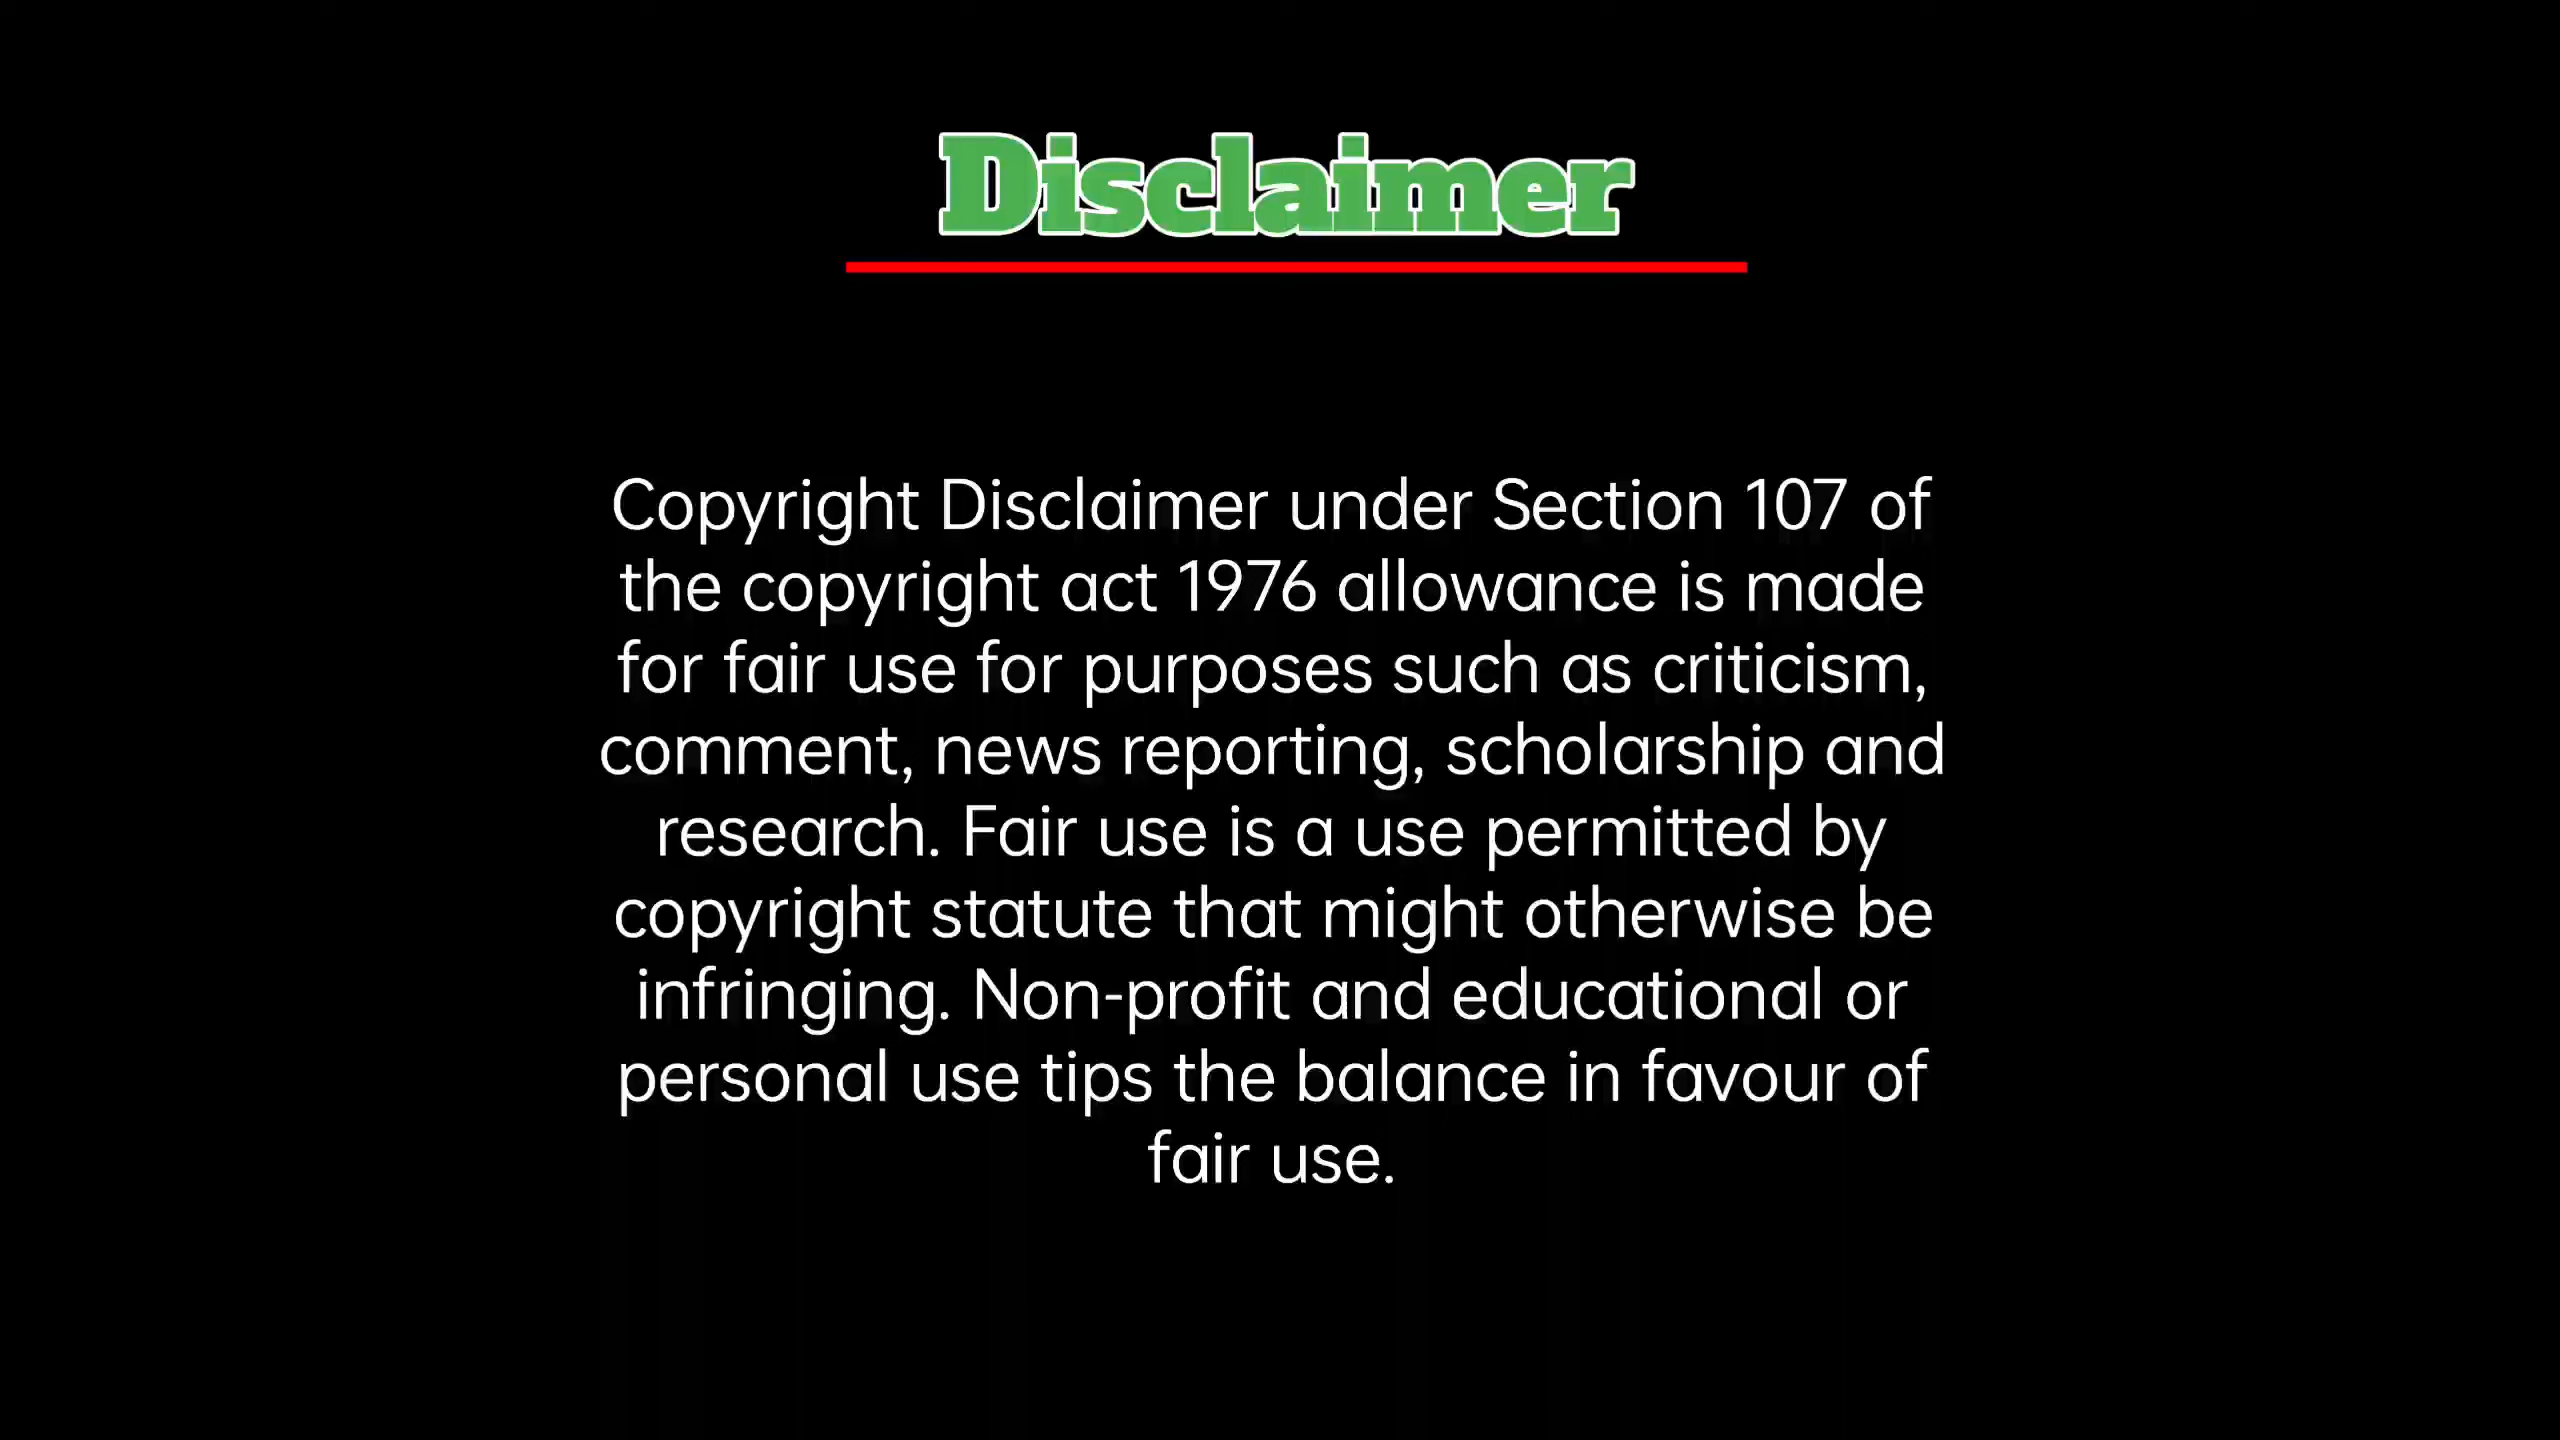 Disclaimer
Copyright Disclaimer under Section 107 of
the copyright act 1976 allowance is made
for fair use for purposes such as criticism,
comment, news reporting, scholarship and
research. Fair use is a use permitted by
copyright statute that might otherwise be
infringing. Non-profit and educational or
personal use tips the balance in favour of
fair use.